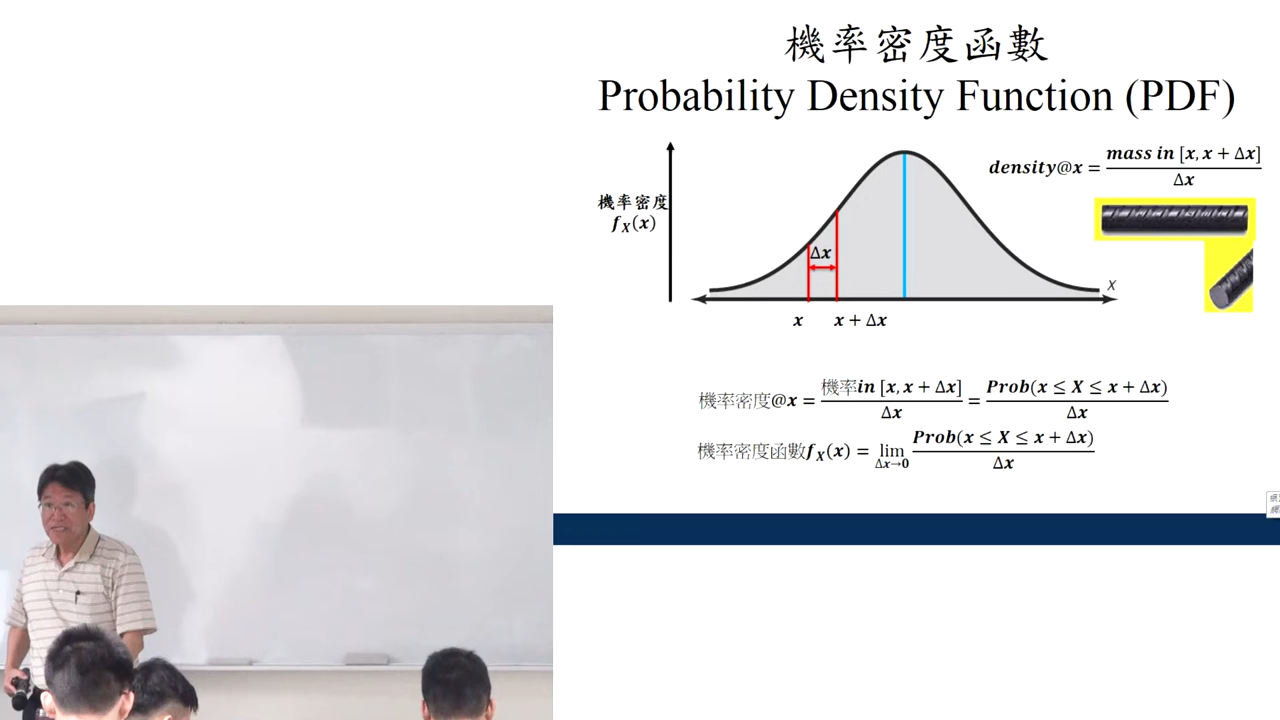 機率密度函數
Probability Density Function (PDF)
density@x = mass in [x, x + Δx] / Δx
機率密度
f_X(x)
Δx
X
x
x + Δx
機率密度@x = 機率in [x, x + Δx] / Δx = Prob(x ≤ X ≤ x + Δx) / Δx
機率密度函數f_X(x) = lim Δx→0 Prob(x ≤ X ≤ x + Δx) / Δx